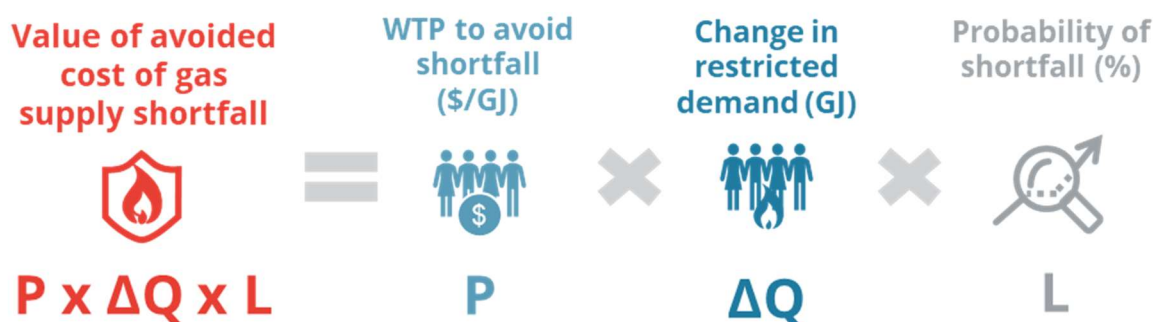 Value of avoided
cost of gas
supply shortfall
WTP to avoid
shortfall
($/GJ)
Change in
restricted
demand (GJ)
Probability of
shortfall (%)
$
P x ΔQ x L
P
ΔQ
L